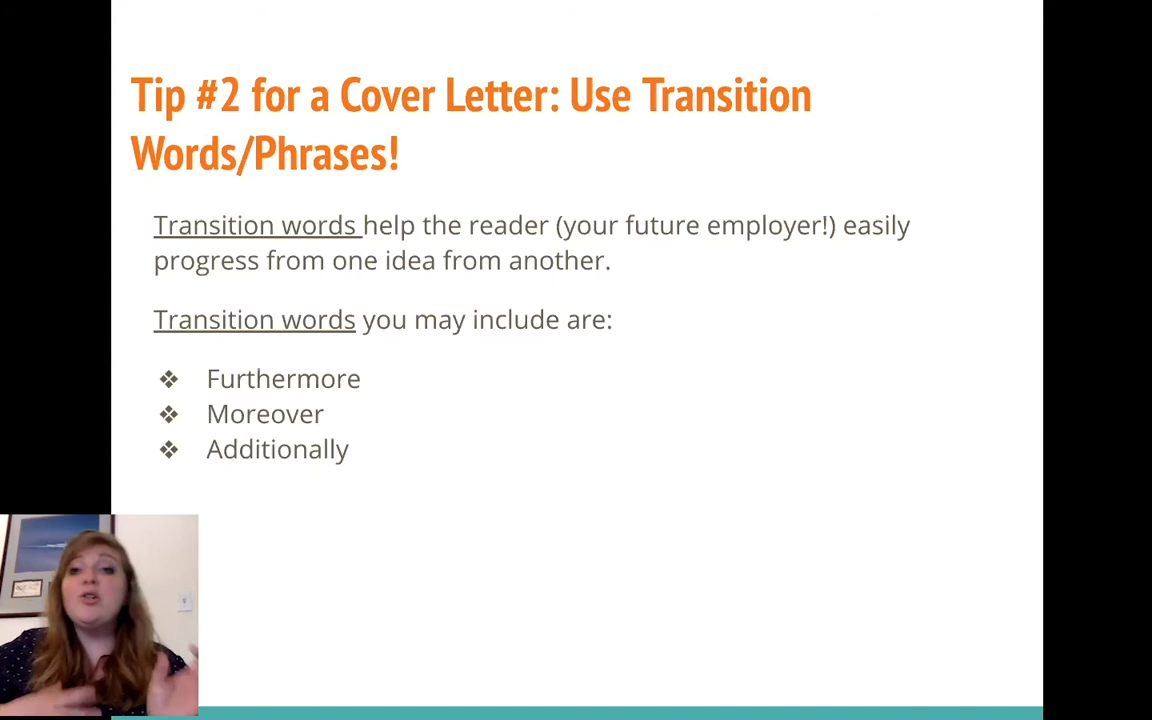 Tip #2 for a Cover Letter: Use Transition
Words/Phrases!
Transition words help the reader (your future employer!) easily
progress from one idea from another.
Transition words you may include are:
❖ Furthermore
❖ Moreover
❖ Additionally